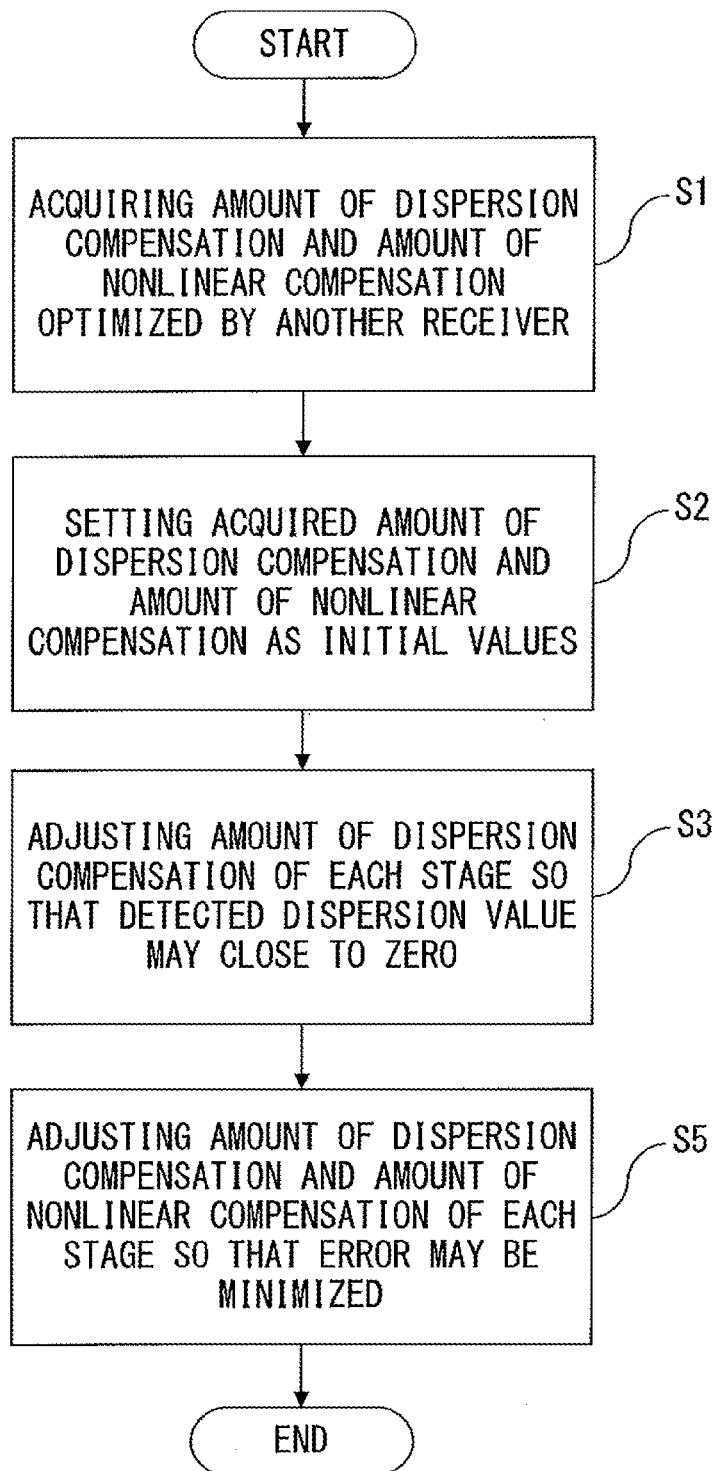 START
ACQUIRING AMOUNT OF DISPERSION
COMPENSATION AND AMOUNT OF
NONLINEAR COMPENSATION
OPTIMIZED BY ANOTHER RECEIVER
S1
SETTING ACQUIRED AMOUNT OF
DISPERSION COMPENSATION AND
AMOUNT OF NONLINEAR
COMPENSATION AS INITIAL VALUES
S2
ADJUSTING AMOUNT OF DISPERSION
COMPENSATION OF EACH STAGE SO
THAT DETECTED DISPERSION VALUE
MAY CLOSE TO ZERO
S3
ADJUSTING AMOUNT OF DISPERSION
COMPENSATION AND AMOUNT OF
NONLINEAR COMPENSATION OF EACH
STAGE SO THAT ERROR MAY BE
MINIMIZED
S5
END